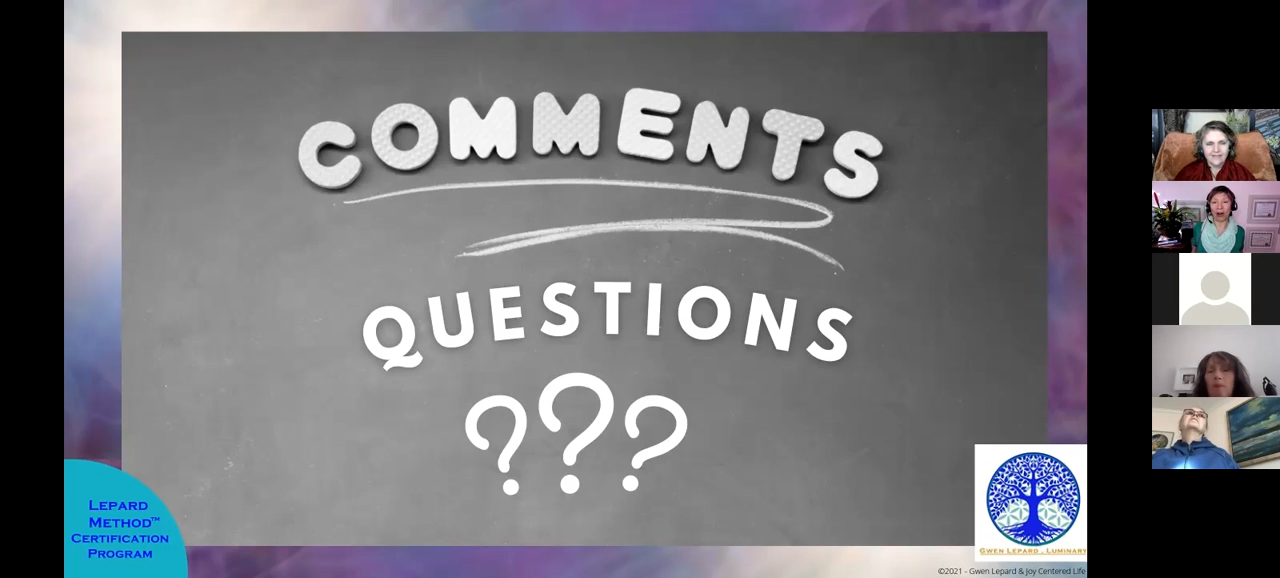 COMMENTS
QUESTIONS
???
LEPARD
METHOD™
CERTIFICATION
PROGRAM
GWEN LEPARD , LUMINARY
©2021 - Gwen Lepard & Joy Centered Life